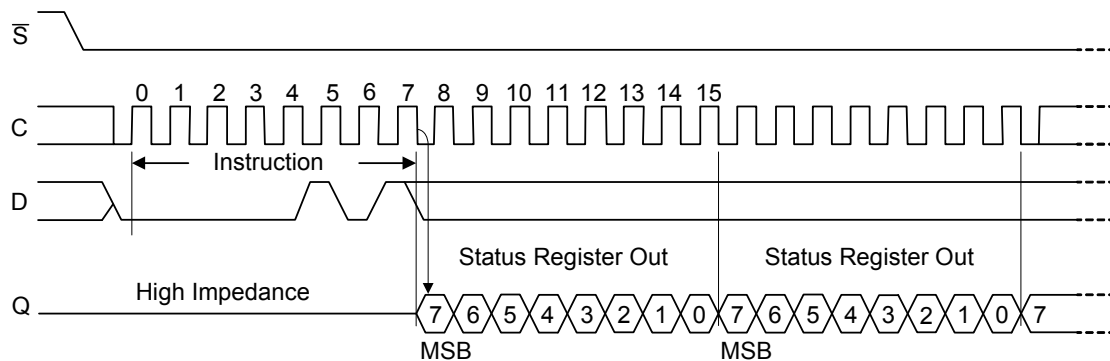 S̅
0 1 2 3 4 5 6 7 8 9 10 11 12 13 14 15
C
Instruction
D
Status Register Out Status Register Out
High Impedance
Q
7 6 5 4 3 2 1 0 7 6 5 4 3 2 1 0 7
MSB MSB